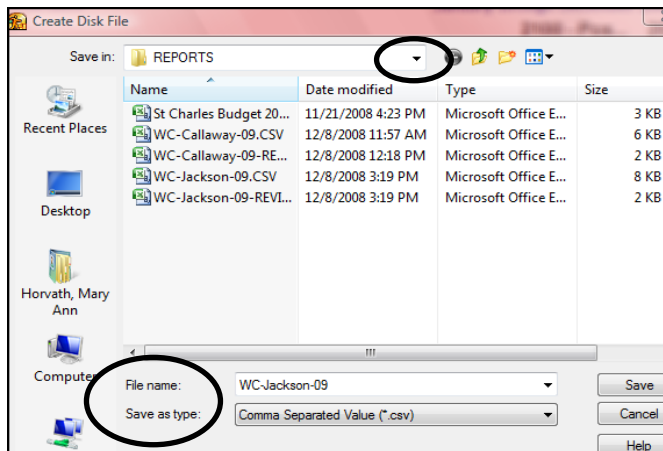 Create Disk File
Save in: REPORTS
Name Date modified Type Size
St Charles Budget 20... 11/21/2008 4:23 PM Microsoft Office E... 3 KB
WC-Callaway-09.CSV 12/8/2008 11:57 AM Microsoft Office E... 6 KB
WC-Callaway-09-RE... 12/8/2008 12:18 PM Microsoft Office E... 2 KB
WC-Jackson-09.CSV 12/8/2008 3:19 PM Microsoft Office E... 8 KB
WC-Jackson-09-REVI... 12/8/2008 3:19 PM Microsoft Office E... 2 KB
Recent Places
Desktop
Horvath, Mary
Ann
Computer
File name: WC-Jackson-09 Save
Save as type: Comma Separated Value (*.csv) Cancel
Help